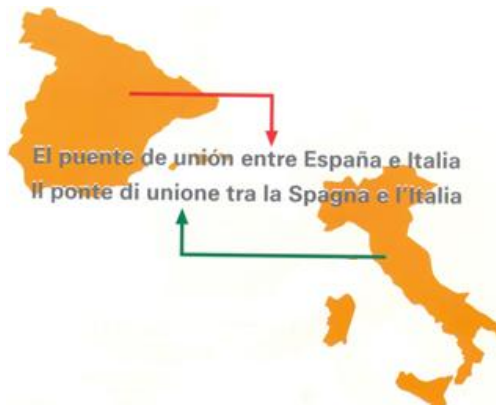 El puente de unión entre España e Italia
Il ponte di unione tra la Spagna e l'Italia